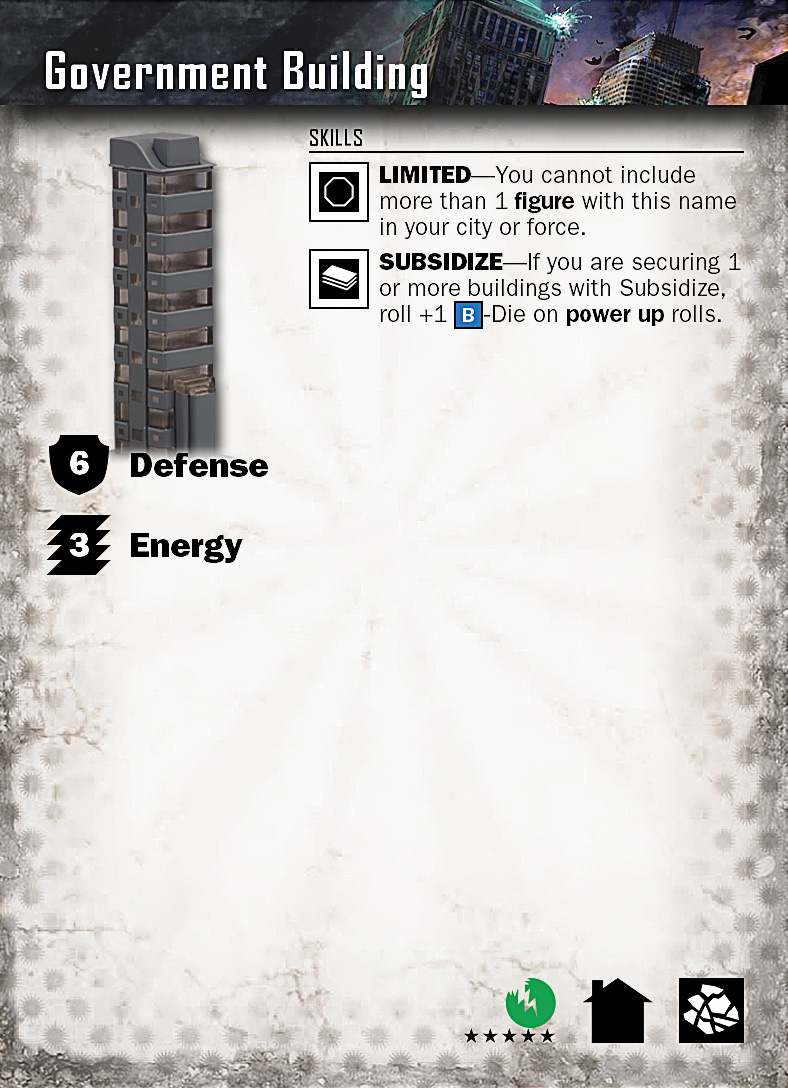 Government Building
SKILLS
LIMITED—You cannot include
more than 1 figure with this name
in your city or force.
SUBSIDIZE—If you are securing 1
or more buildings with Subsidize,
roll +1 B-Die on power up rolls.
6 Defense
3 Energy